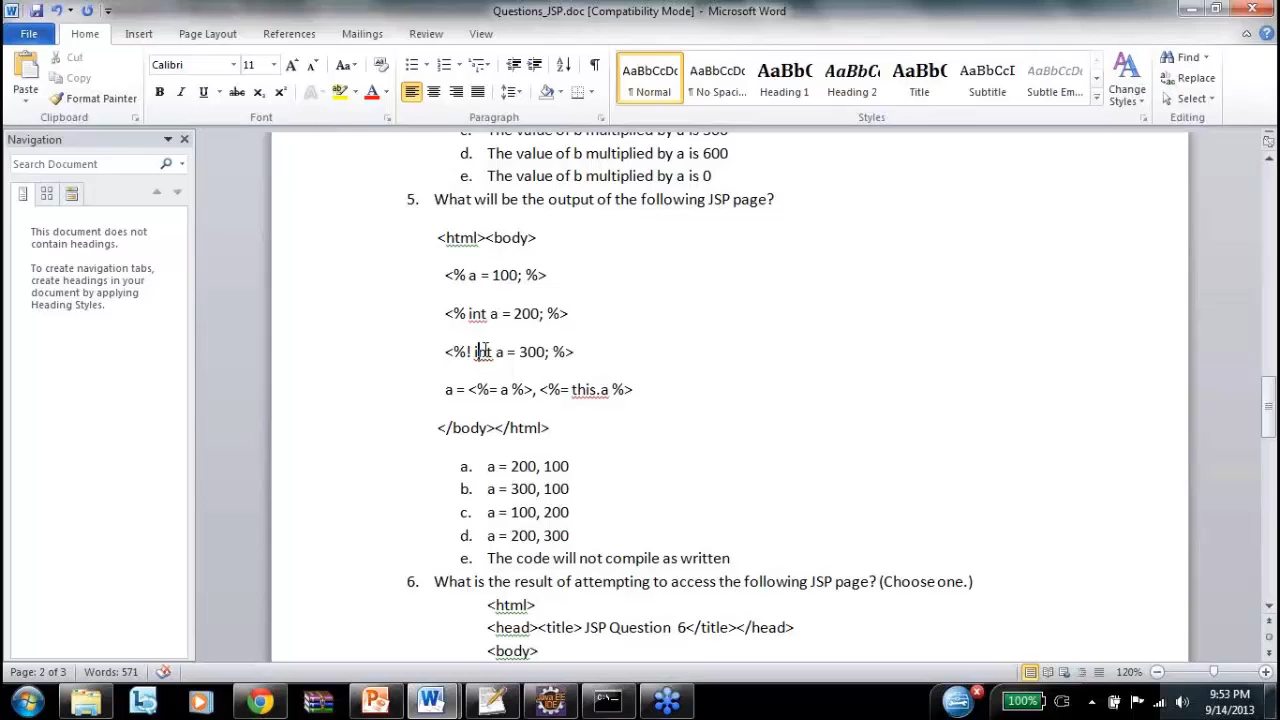 Questions_JSP.doc [Compatibility Mode] - Microsoft Word
File Home Insert Page Layout References Mailings Review View
Paste
Cut
Copy
Format Painter
Clipboard
Calibri 11
Font
Paragraph
AaBbCcDc AaBbCcDc AaBbC AaBbCc AaBbC AaBbCcI AaBbCcDc
¶ Normal ¶ No Spaci... Heading 1 Heading 2 Title Subtitle Subtle Em...
Change Styles
Styles
Find
Replace
Select
Editing
Navigation
Search Document
This document does not
contain headings.
To create navigation tabs,
create headings in your
document by applying
Heading Styles.
The value of b multiplied by a is
d. The value of b multiplied by a is 600
e. The value of b multiplied by a is 0
5. What will be the output of the following JSP page?
<html><body>
<% a = 100; %>
<% int a = 200; %>
<%! int a = 300; %>
a = <%= a %>, <%= this.a %>
</body></html>
a. a = 200, 100
b. a = 300, 100
c. a = 100, 200
d. a = 200, 300
e. The code will not compile as written
6. What is the result of attempting to access the following JSP page? (Choose one.)
<html>
<head><title> JSP Question 6</title></head>
<body>
Page: 2 of 3 Words: 571
120%
100%
9:53 PM
9/14/2013